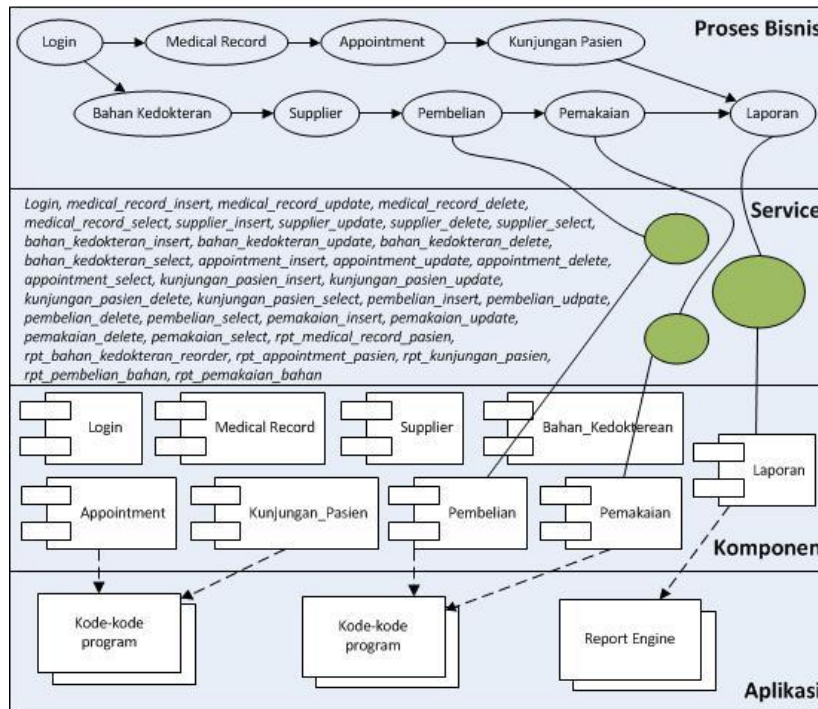 Proses Bisnis
Login
Medical Record
Appointment
Kunjungan Pasien
Bahan Kedokteran
Supplier
Pembelian
Pemakaian
Laporan
Service
Login, medical_record_insert, medical_record_update, medical_record_delete,
medical_record_select, supplier_insert, supplier_update, supplier_delete, supplier_select,
bahan_kedokteran_insert, bahan_kedokteran_update, bahan_kedokteran_delete,
bahan_kedokteran_select, appointment_insert, appointment_update, appointment_delete,
appointment_select, kunjungan_pasien_insert, kunjungan_pasien_update,
kunjungan_pasien_delete, kunjungan_pasien_select, pembelian_insert, pembelian_udpate,
pembelian_delete, pembelian_select, pemakaian_insert, pemakaian_update,
pemakaian_delete, pemakaian_select, rpt_medical_record_pasien,
rpt_bahan_kedokteran_reorder, rpt_appointment_pasien, rpt_kunjungan_pasien,
rpt_pembelian_bahan, rpt_pemakaian_bahan
Login
Medical Record
Supplier
Bahan_Kedokterean
Laporan
Appointment
Kunjungan_Pasien
Pembelian
Pemakaian
Komponen
Kode-kode
program
Kode-kode
program
Report Engine
Aplikasi